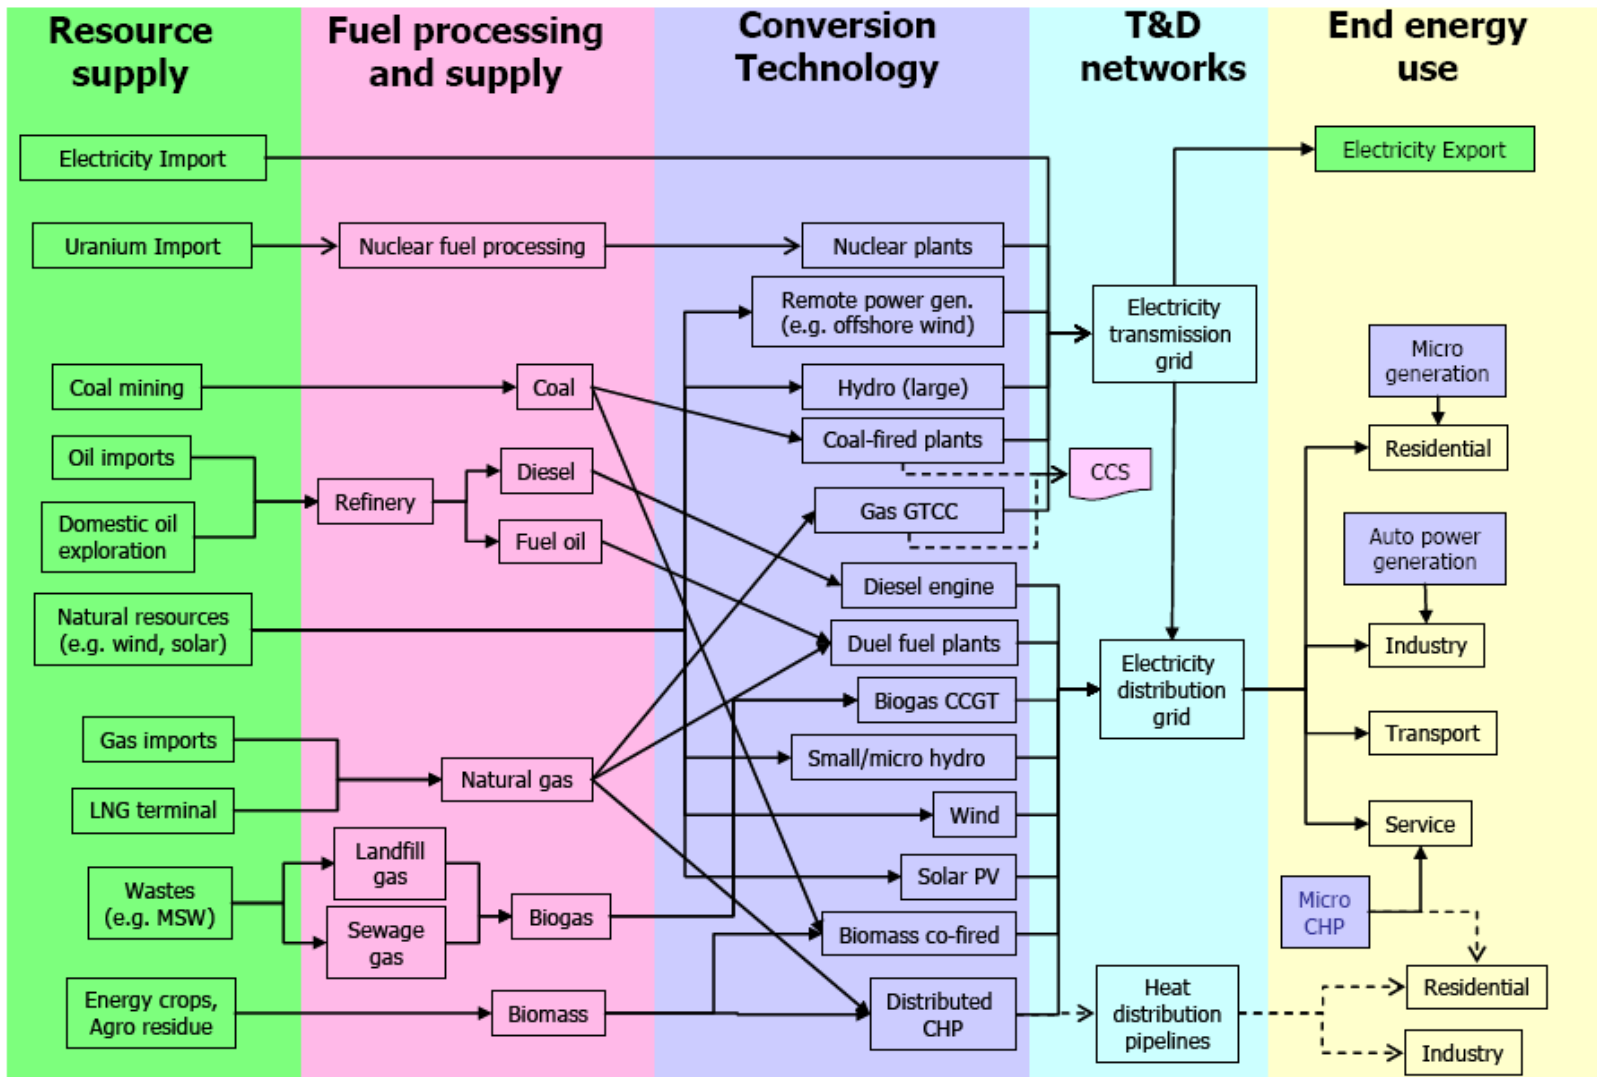 Resource
supply
Fuel processing
and supply
Conversion
Technology
T&D
networks
End energy
use
Electricity Import
Uranium Import
Coal mining
Oil imports
Domestic oil
exploration
Natural resources
(e.g. wind, solar)
Gas imports
LNG terminal
Wastes
(e.g. MSW)
Energy crops,
Agro residue
Nuclear fuel processing
Coal
Refinery
Diesel
Fuel oil
Natural gas
Landfill
gas
Sewage
gas
Biogas
Biomass
Nuclear plants
Remote power gen.
(e.g. offshore wind)
Hydro (large)
Coal-fired plants
Gas GTCC
Diesel engine
Duel fuel plants
Biogas CCGT
Small/micro hydro
Wind
Solar PV
Biomass co-fired
Distributed
CHP
Electricity
transmission
grid
CCS
Electricity
distribution
grid
Heat
distribution
pipelines
Electricity Export
Micro
generation
Residential
Auto power
generation
Industry
Transport
Service
Micro
CHP
Residential
Industry